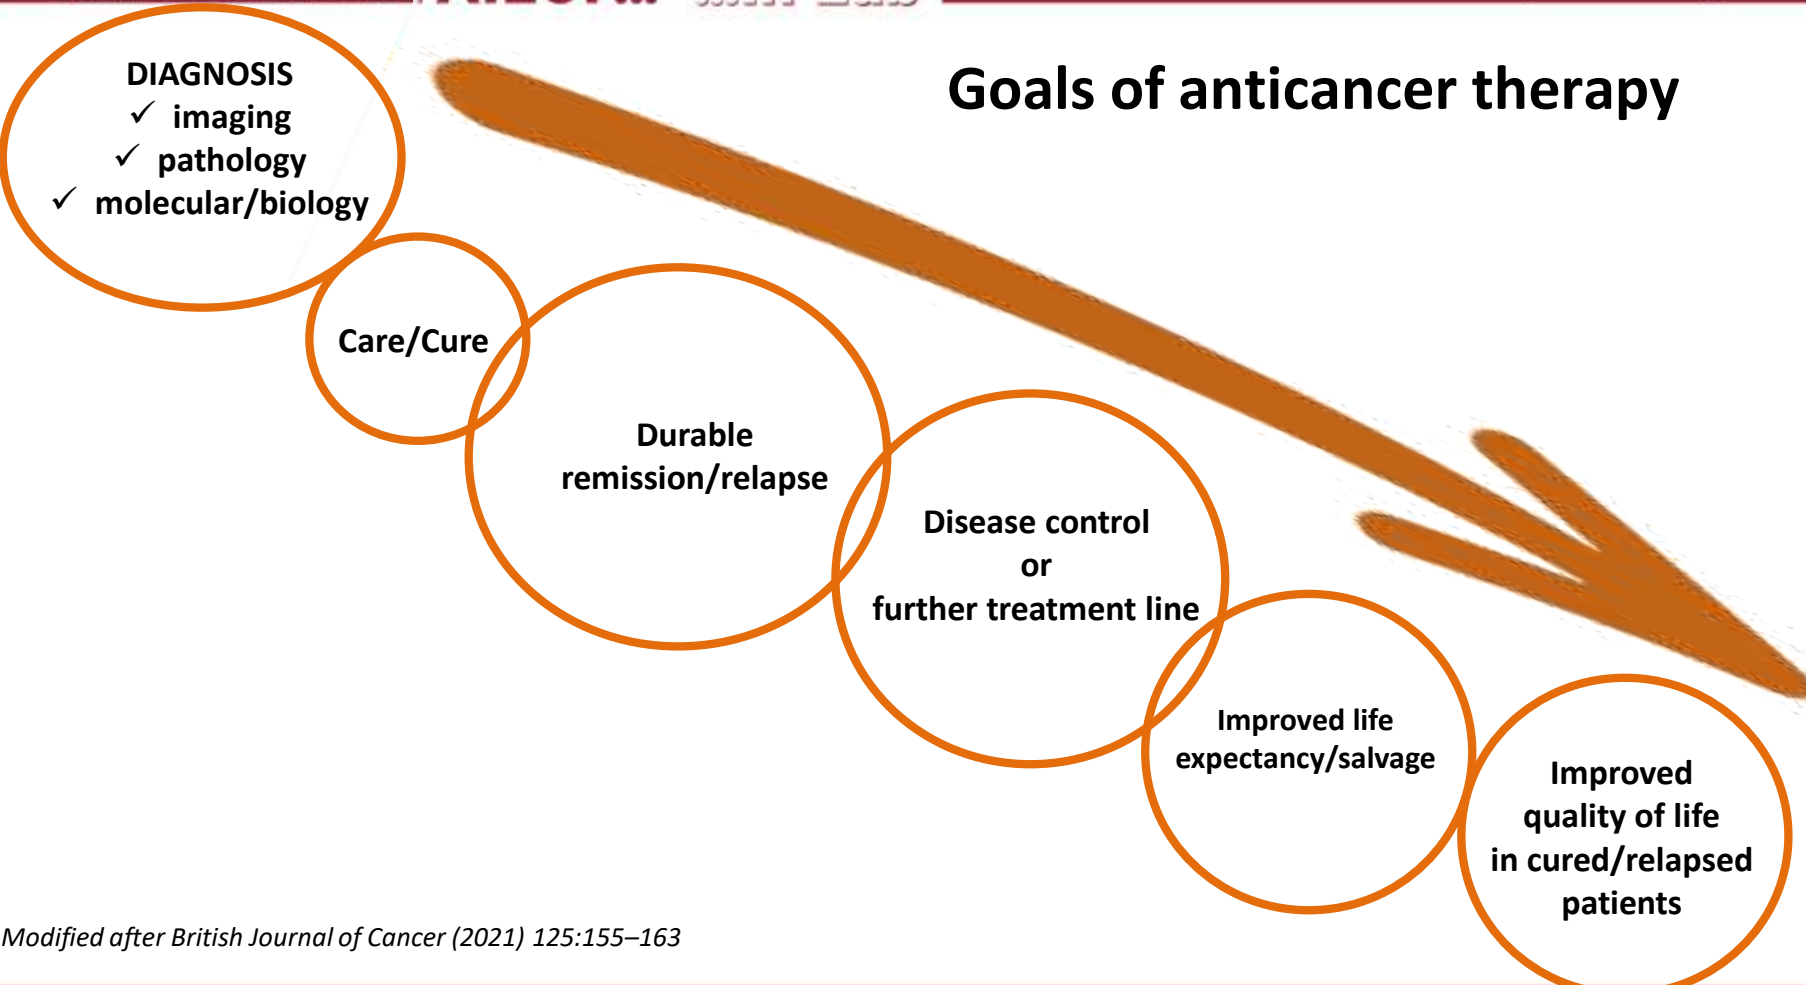 Goals of anticancer therapy
DIAGNOSIS
✓ imaging
✓ pathology
✓ molecular/biology
Care/Cure
Durable
remission/relapse
Disease control
or
further treatment line
Improved life
expectancy/salvage
Improved
quality of life
in cured/relapsed
patients
Modified after British Journal of Cancer (2021) 125:155–163